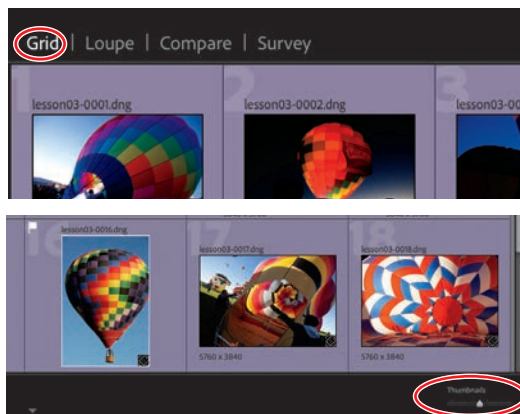 Grid | Loupe | Compare | Survey
1 2 3
lesson03-0001.dng lesson03-0002.dng lesson03-00
16 17 18
lesson03-0016.dng lesson03-0017.dng lesson03-0018.dng
5760 x 3840 5760 x 3840
Thumbnails